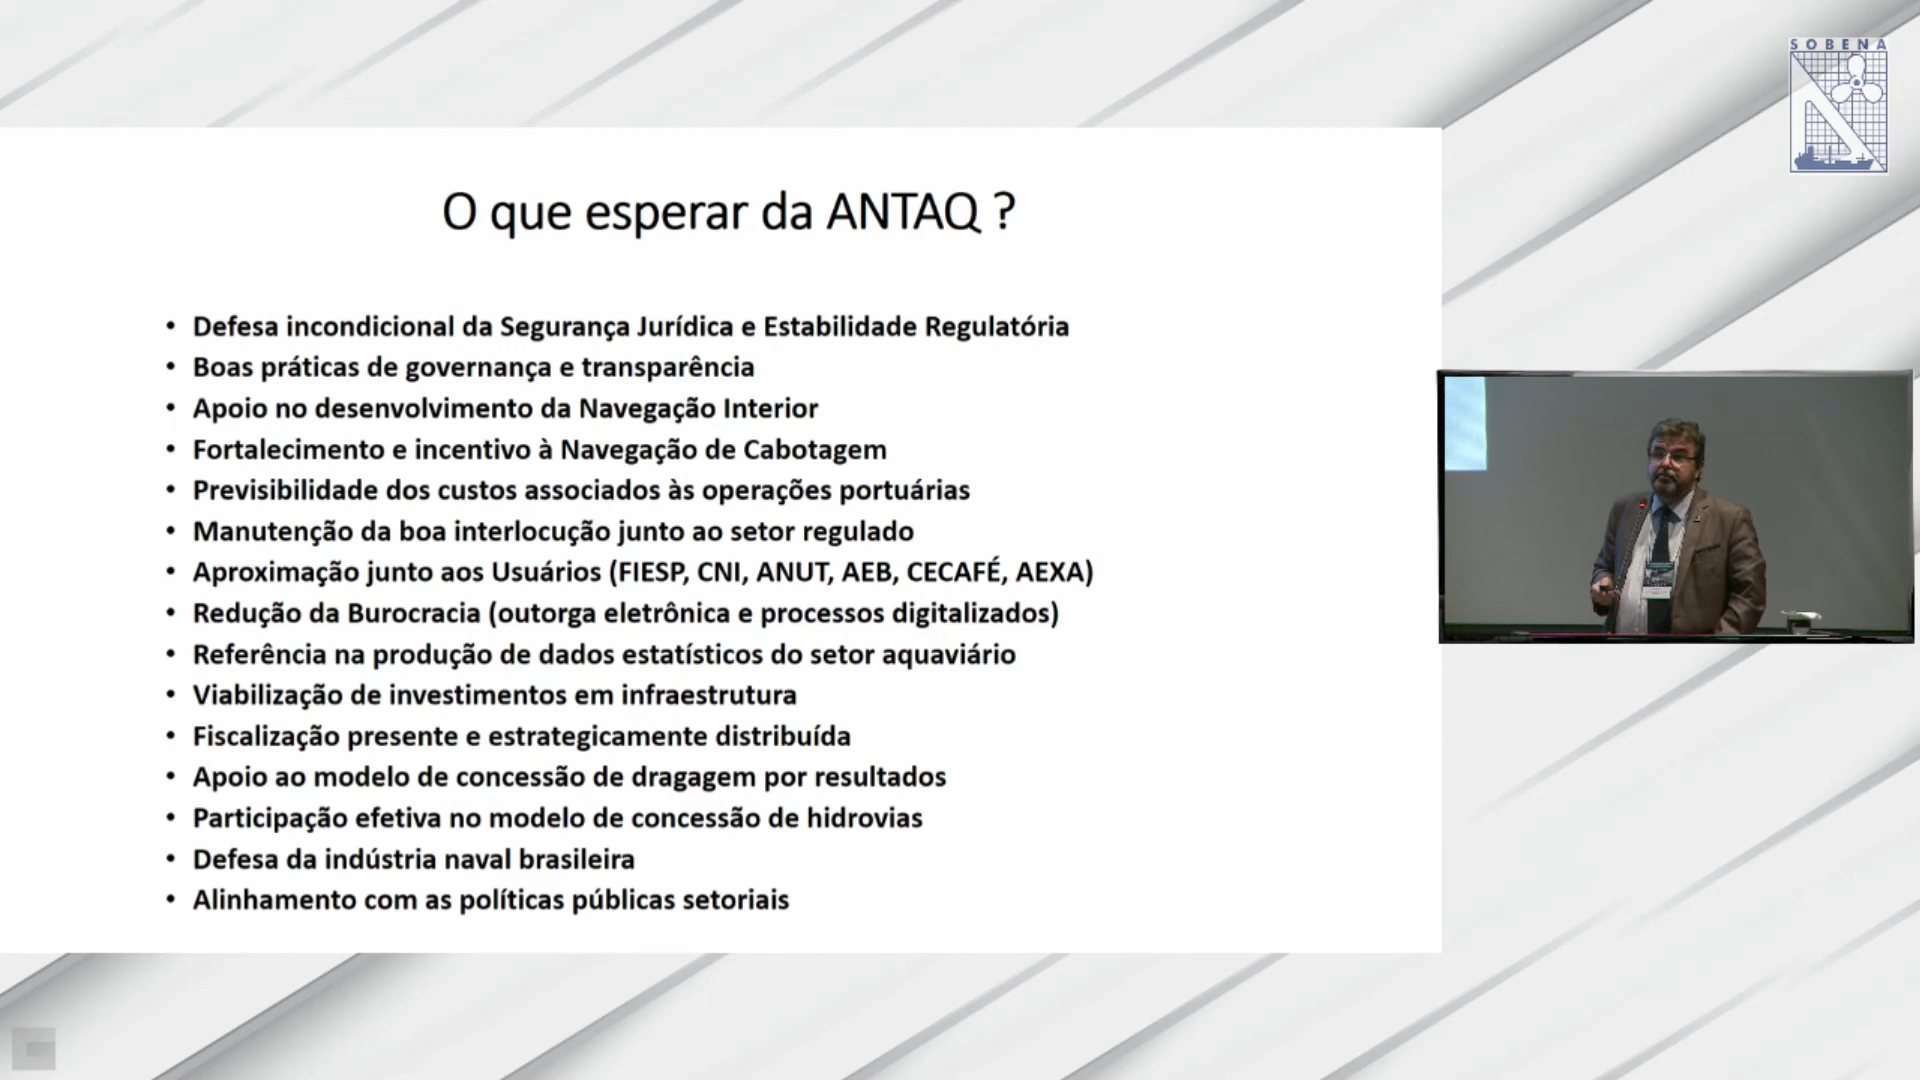 SOBENA
O que esperar da ANTAQ ?
• Defesa incondicional da Segurança Jurídica e Estabilidade Regulatória
• Boas práticas de governança e transparência
• Apoio no desenvolvimento da Navegação Interior
• Fortalecimento e incentivo à Navegação de Cabotagem
• Previsibilidade dos custos associados às operações portuárias
• Manutenção da boa interlocução junto ao setor regulado
• Aproximação junto aos Usuários (FIESP, CNI, ANUT, AEB, CECAFÉ, AEXA)
• Redução da Burocracia (outorga eletrônica e processos digitalizados)
• Referência na produção de dados estatísticos do setor aquaviário
• Viabilização de investimentos em infraestrutura
• Fiscalização presente e estrategicamente distribuída
• Apoio ao modelo de concessão de dragagem por resultados
• Participação efetiva no modelo de concessão de hidrovias
• Defesa da indústria naval brasileira
• Alinhamento com as políticas públicas setoriais